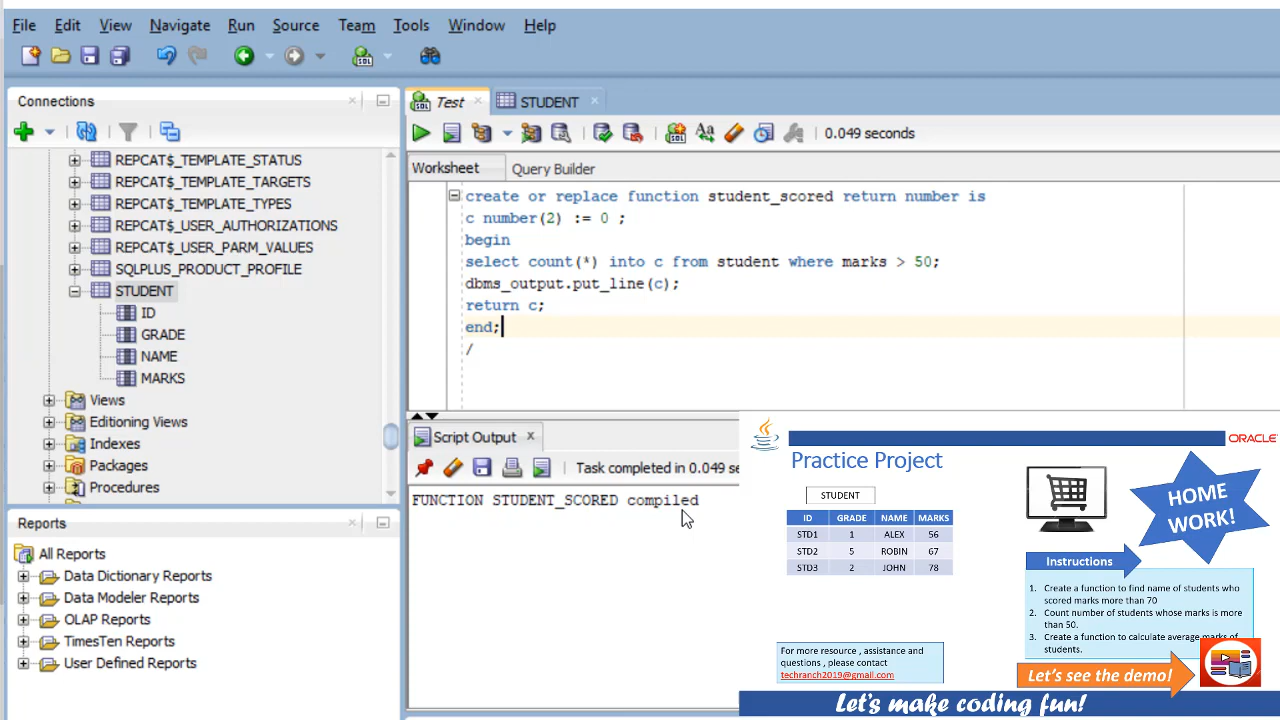 File Edit View Navigate Run Source Team Tools Window Help
Connections
REPCAT$_TEMPLATE_STATUS
REPCAT$_TEMPLATE_TARGETS
REPCAT$_TEMPLATE_TYPES
REPCAT$_USER_AUTHORIZATIONS
REPCAT$_USER_PARM_VALUES
SQLPLUS_PRODUCT_PROFILE
STUDENT
ID
GRADE
NAME
MARKS
Views
Editioning Views
Indexes
Packages
Procedures
Reports
All Reports
Data Dictionary Reports
Data Modeler Reports
OLAP Reports
TimesTen Reports
User Defined Reports
Test STUDENT
SQL
0.049 seconds
Worksheet Query Builder
create or replace function student_scored return number is
c number(2) := 0 ;
begin
select count(*) into c from student where marks > 50;
dbms_output.put_line(c);
return c;
end;
/
Script Output
Task completed in 0.049 se
FUNCTION STUDENT_SCORED compiled
ORACLE
Practice Project
STUDENT
ID GRADE NAME MARKS
STD1 1 ALEX 56
STD2 5 ROBIN 67
STD3 2 JOHN 78
HOME
WORK!
Instructions
1. Create a function to find name of students who
scored marks more than 70
2. Count number of students whose marks is more
than 50.
3. Create a function to calculate average marks of
students.
For more resource , assistance and
questions , please contact
techranch2019@gmail.com
Let's see the demo!
Let's make coding fun!